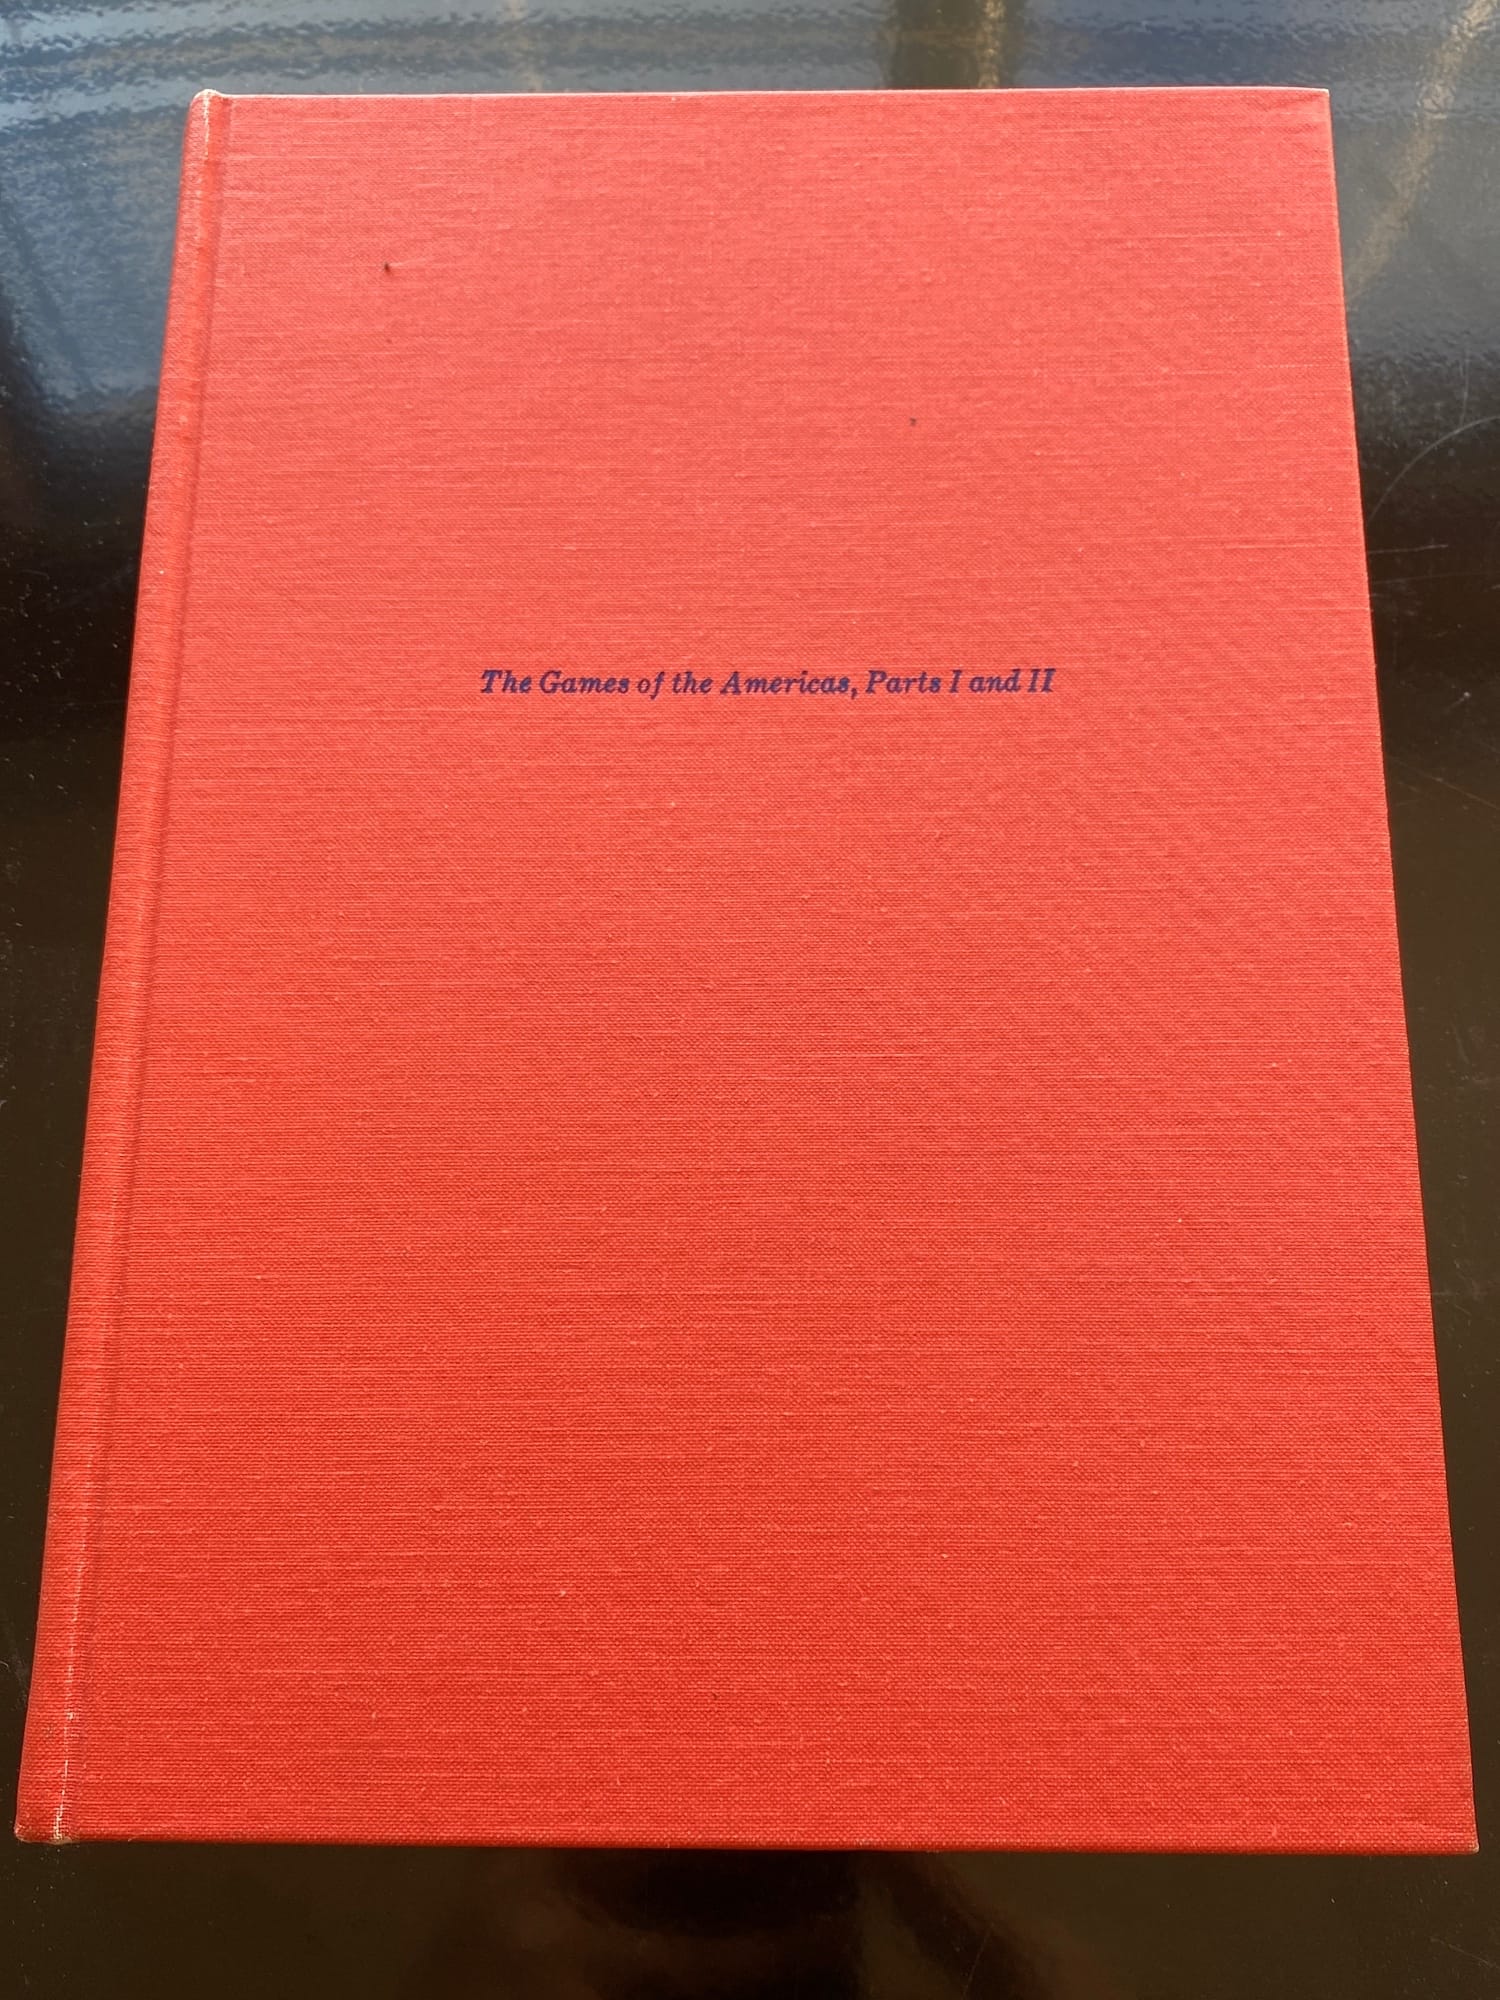 The Games of the Americas, Parts I and II